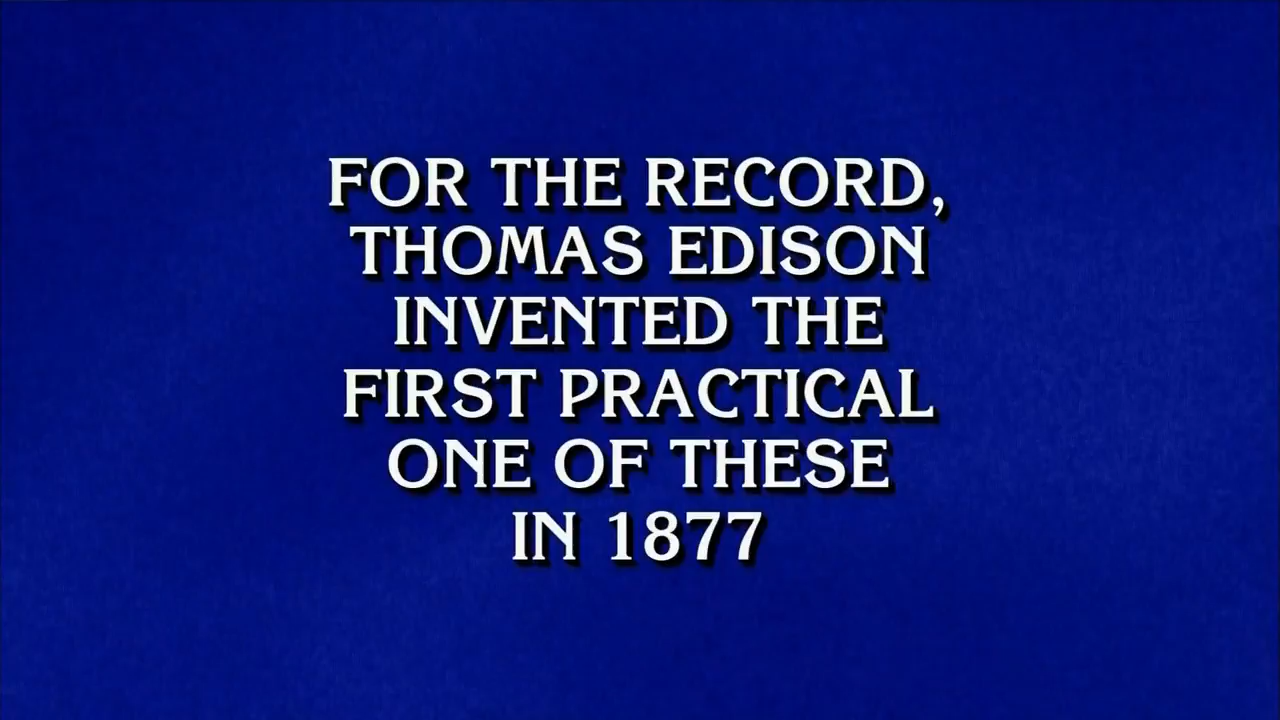 FOR THE RECORD,
THOMAS EDISON
INVENTED THE
FIRST PRACTICAL
ONE OF THESE
IN 1877